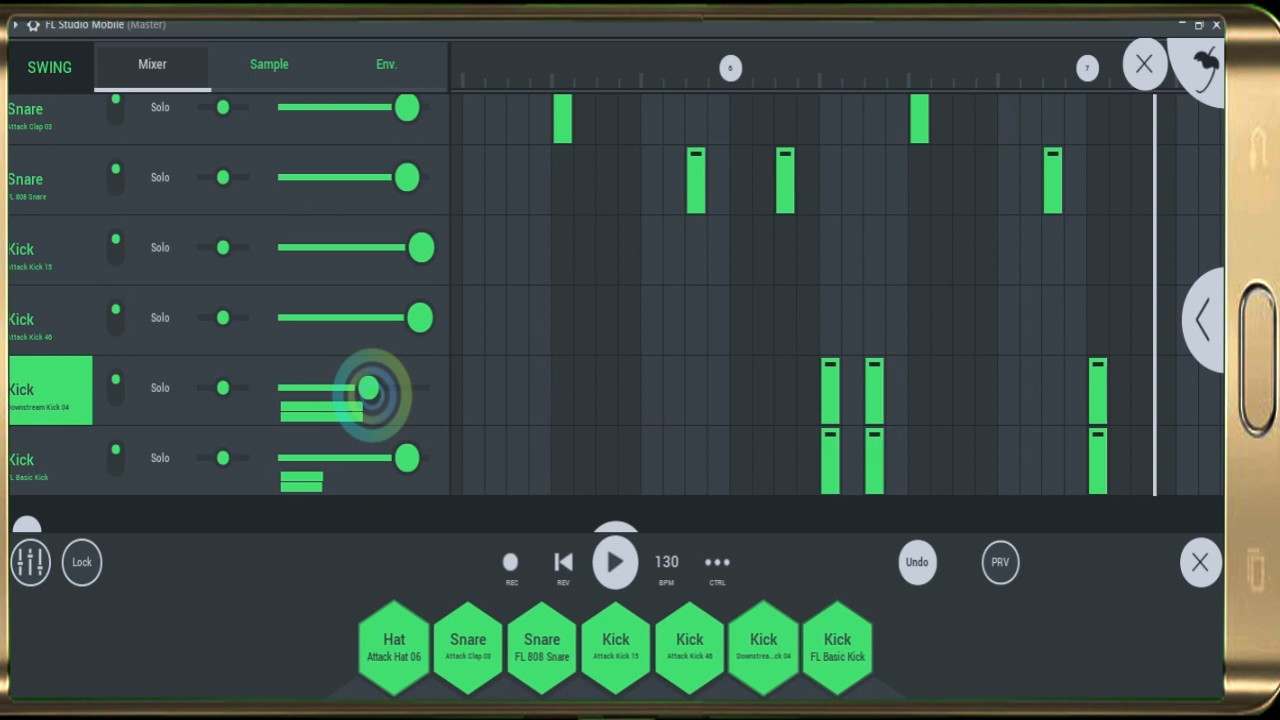 FL Studio Mobile (Master)
SWING
Mixer
Sample
Env.
6
7
Snare
Attack Clap 03
Solo
Snare
FL 808 Snare
Solo
Kick
Attack Kick 15
Solo
Kick
Attack Kick 46
Solo
Kick
Downstream Kick 04
Solo
Kick
FL Basic Kick
Solo
Lock
REC
REV
130
BPM
CTRL
Undo
PRV
Hat
Attack Hat 06
Snare
Attack Clap 03
Snare
FL 808 Snare
Kick
Attack Kick 15
Kick
Attack Kick 46
Kick
Downstrea...ck 04
Kick
FL Basic Kick